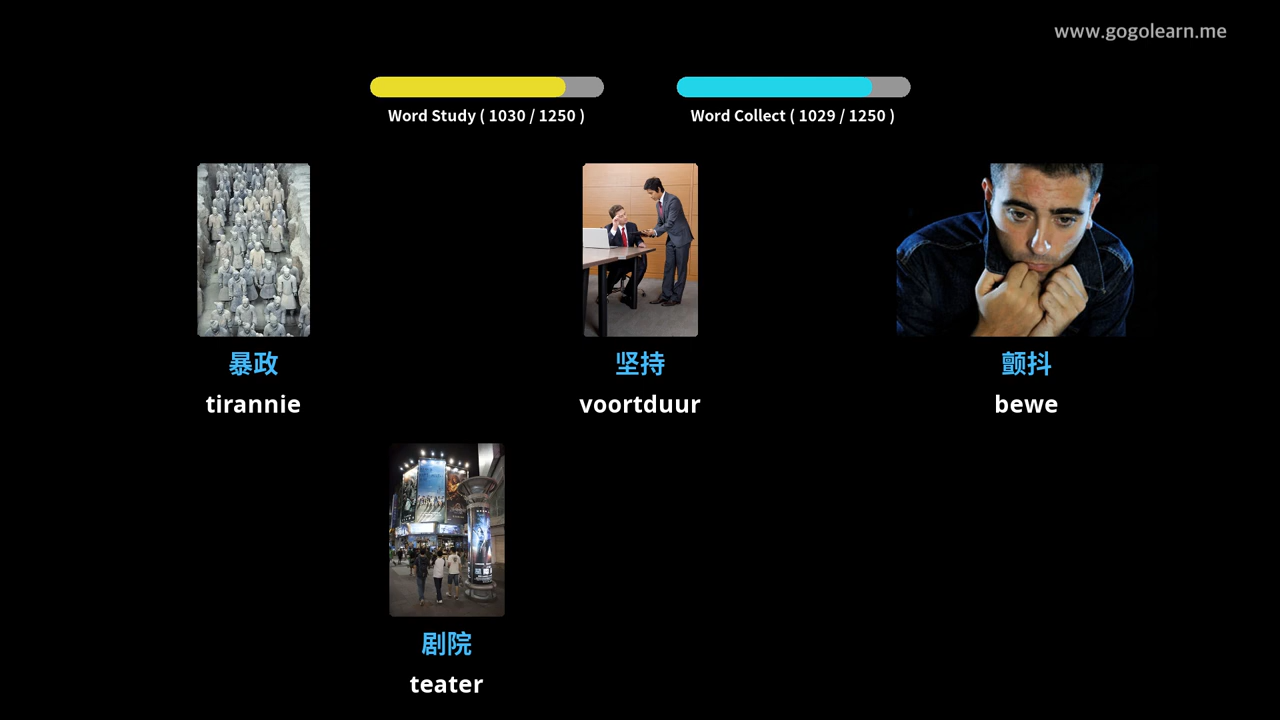 www.gogolearn.me
Word Study ( 1030 / 1250 )
Word Collect ( 1029 / 1250 )
暴政
tirannie
坚持
voortduur
颤抖
bewe
剧院
teater